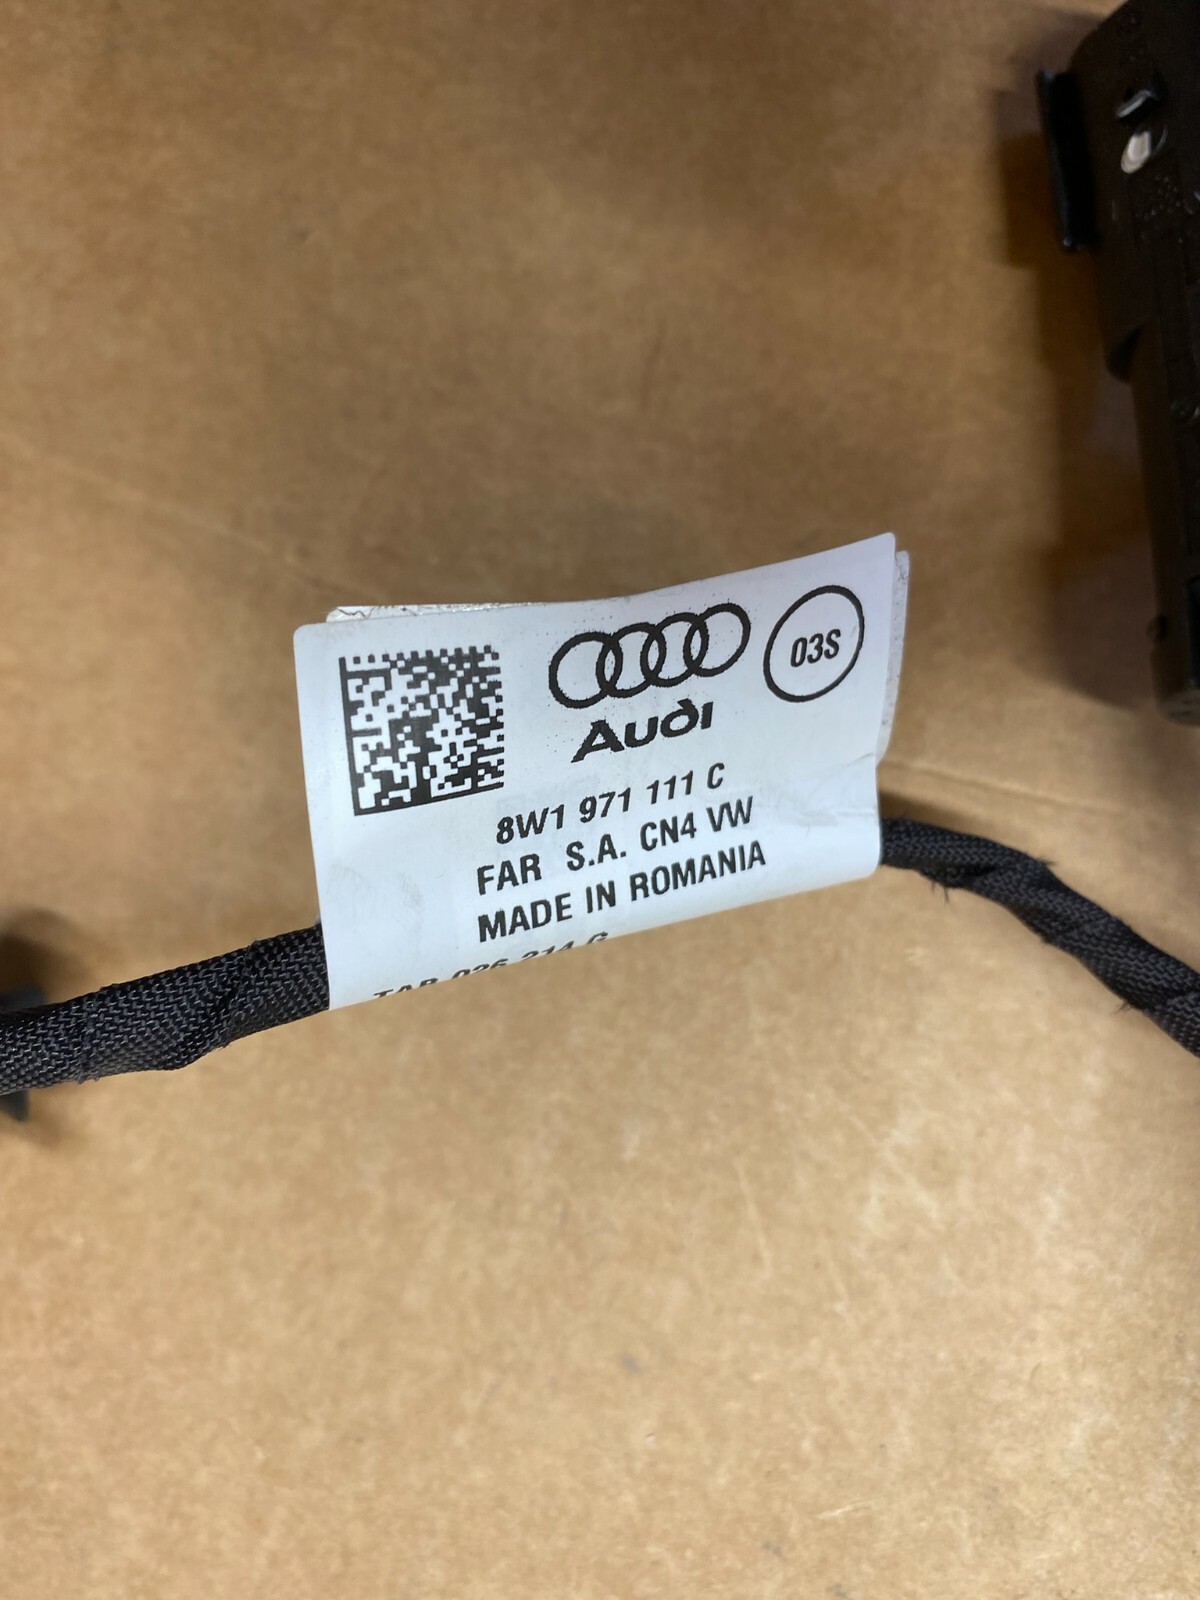 Audi
03S
8W1 971 111 C
FAR S.A. CN4 VW
MADE IN ROMANIA